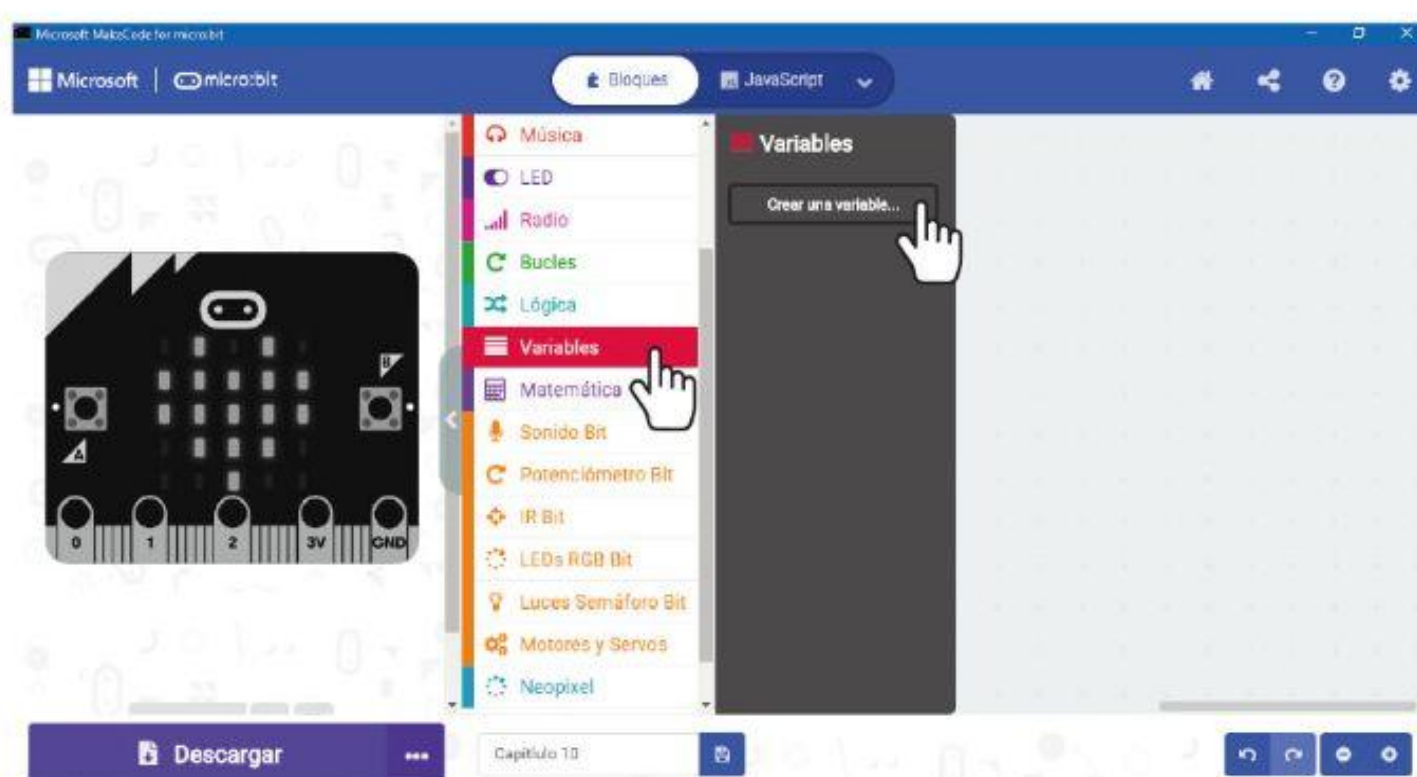 Microsoft MakeCode for micro:bit
Microsoft | micro:bit
Bloques
JavaScript
Música
LED
Radio
Bucles
Lógica
Variables
Matemática
Sonido Bit
Potenciómetro Bit
IR Bit
LEDs RGB Bit
Luces Semáforo Bit
Motores y Servos
Neopixel
Variables
Crear una variable...
B
A
0 1 2 3V GND
Descargar
...
Capítlulo 10